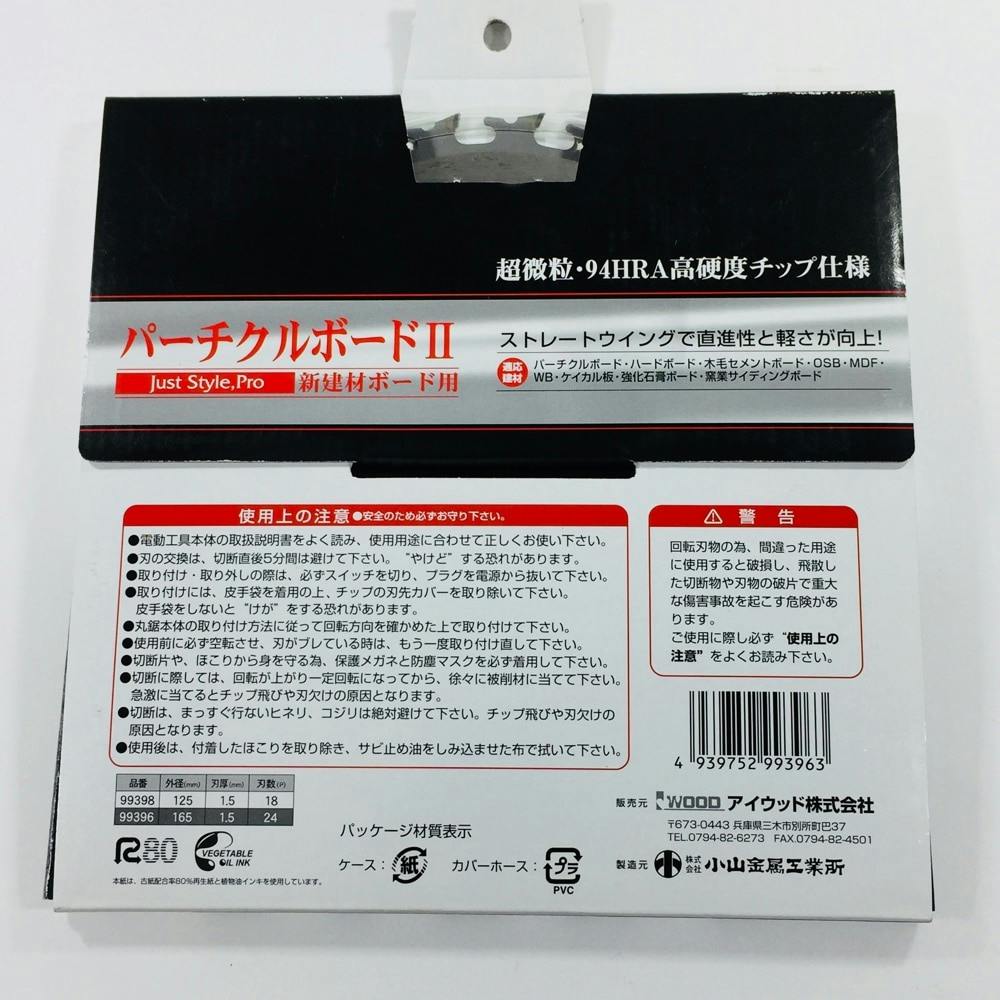 超微粒・94HRA高硬度チップ仕様
パーチクルボードⅡ
Just Style,Pro 新建材ボード用
ストレートウイングで直進性と軽さが向上!
適応建材 パーチクルボード・ハードボード・木毛セメントボード・OSB・MDF・
WB・ケイカル板・強化石膏ボード・窯業サイディングボード
使用上の注意 ●安全のため必ずお守り下さい。
●電動工具本体の取扱説明書をよく読み、使用用途に合わせて正しくお使い下さい。
●刃の交換は、切断直後5分間は避けて下さい。“やけど”する恐れがあります。
●取り付け・取り外しの際は、必ずスイッチを切り、プラグを電源から抜いて下さい。
●取り付けには、皮手袋を着用の上、チップの刃先カバーを取り除いて下さい。
皮手袋をしないと“けが”をする恐れがあります。
●丸鋸本体の取り付け方法に従って回転方向を確かめた上で取り付けて下さい。
●使用前に必ず空転させ、刃がブレている時は、もう一度取り付け直して下さい。
●切断片や、ほこりから身を守る為、保護メガネと防塵マスクを必ず着用して下さい。
●切断に際しては、回転が上がり一定回転になってから、徐々に被削材に当てて下さい。
急激に当てるとチップ飛びや刃欠けの原因となります。
●切断は、まっすぐ行ないヒネリ、コジリは絶対避けて下さい。チップ飛びや刃欠けの
原因となります。
●使用後は、付着したほこりを取り除き、サビ止め油をしみ込ませた布で拭いて下さい。
⚠ 警告
回転刃物の為、間違った用途
に使用すると破損し、飛散し
た切断物や刃物の破片で重大
な傷害事故を起こす危険があ
ります。
ご使用に際し必ず“使用上の
注意”をよくお読み下さい。
4 939752 993963
品番 外径(mm) 刃厚(mm) 刃数(P)
99398 125 1.5 18
99396 165 1.5 24
R80
VEGETABLE
OIL INK
本紙は、古紙配合率80%再生紙と植物油インキを使用しています。
パッケージ材質表示
ケース: 紙 カバーホース: プラ
PVC
販売元 WOOD アイウッド株式会社
〒673-0443 兵庫県三木市別所町巴37
TEL.0794-82-6273 FAX.0794-82-4501
製造元 株式会社 小山金属工業所